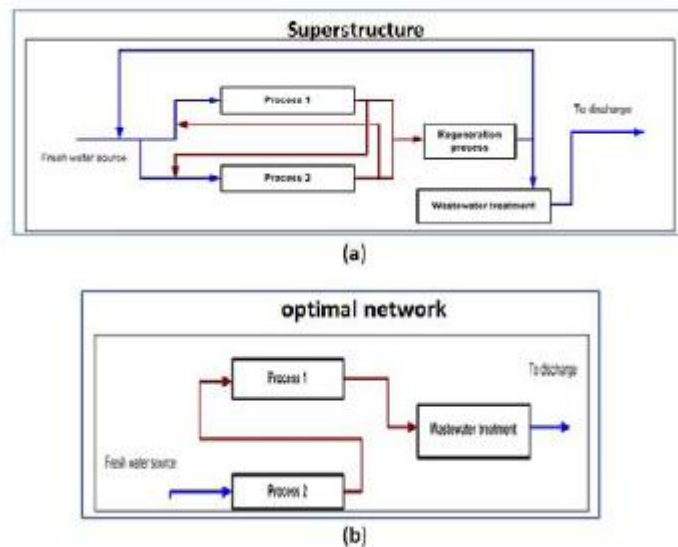 Superstructure
Process 1
To discharge
Regeneration
process
Fresh water source
Process 2
Wastewater treatment
(a)
optimal network
To discharge
Process 1
Wastewater treatment
Fresh water source
Process 2
(b)